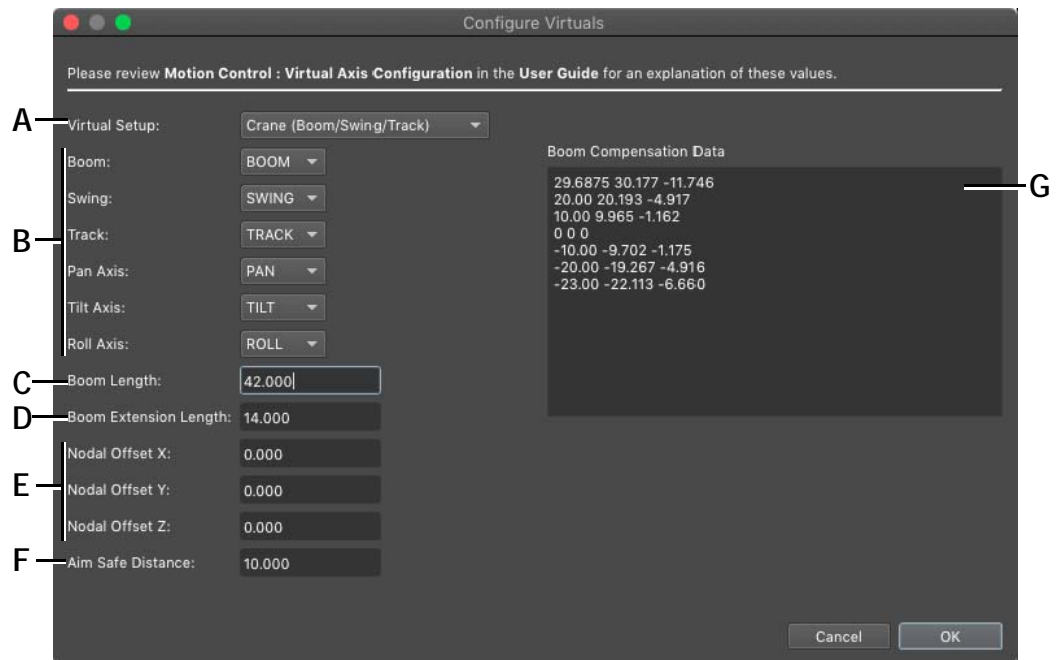 Configure Virtuals
Please review Motion Control : Virtual Axis Configuration in the User Guide for an explanation of these values.
A
Virtual Setup: Crane (Boom/Swing/Track)
B
Boom: BOOM
Swing: SWING
Track: TRACK
Pan Axis: PAN
Tilt Axis: TILT
Roll Axis: ROLL
C
Boom Length: 42.000
D
Boom Extension Length: 14.000
E
Nodal Offset X: 0.000
Nodal Offset Y: 0.000
Nodal Offset Z: 0.000
F
Aim Safe Distance: 10.000
Boom Compensation Data
G
29.6875 30.177 -11.746
20.00 20.193 -4.917
10.00 9.965 -1.162
0 0 0
-10.00 -9.702 -1.175
-20.00 -19.267 -4.916
-23.00 -22.113 -6.660
Cancel
OK